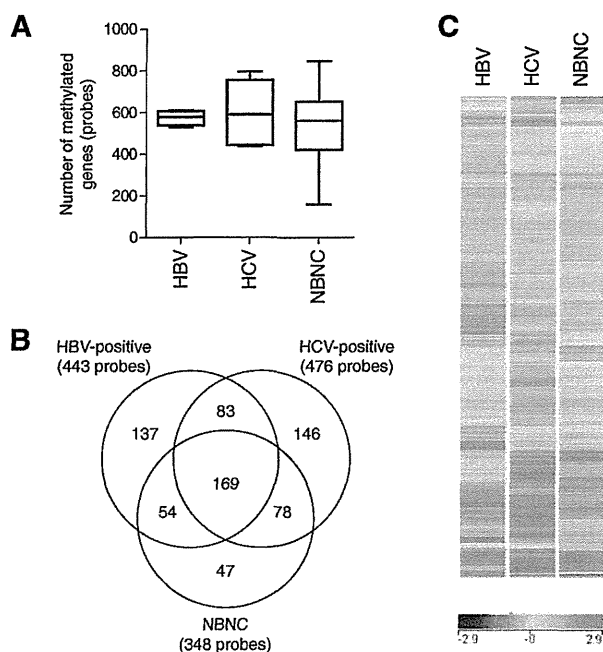 A
Number of methylated
genes (probes)
1000
800
600
400
200
0
HBV
HCV
NBNC
B
HBV-positive
(443 probes)
HCV-positive
(476 probes)
137
83
146
169
54
78
47
NBNC
(348 probes)
C
HBV
HCV
NBNC
-2.9
-0
2.9